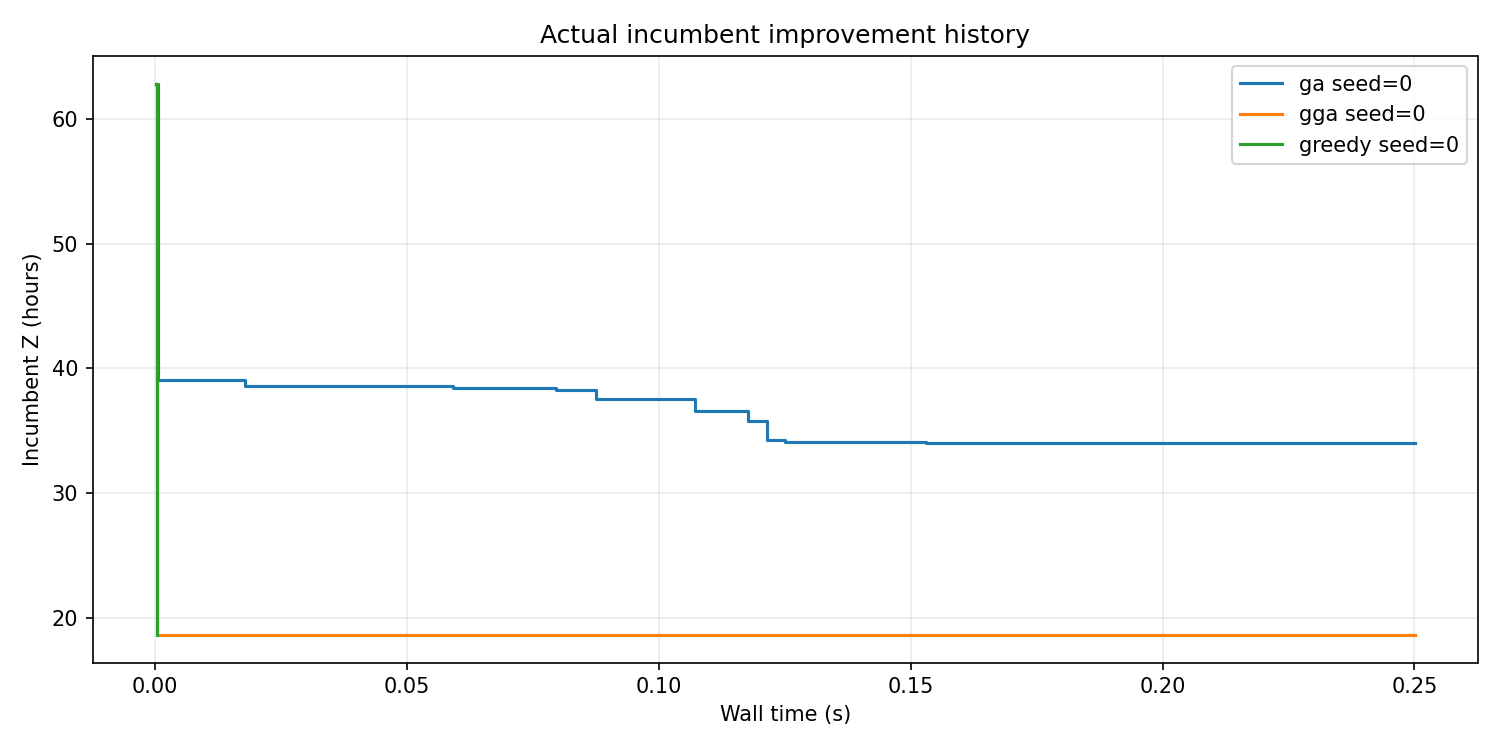 Actual incumbent improvement history
ga seed=0
gga seed=0
greedy seed=0
Incumbent Z (hours)
60
50
40
30
20
0.00 0.05 0.10 0.15 0.20 0.25
Wall time (s)